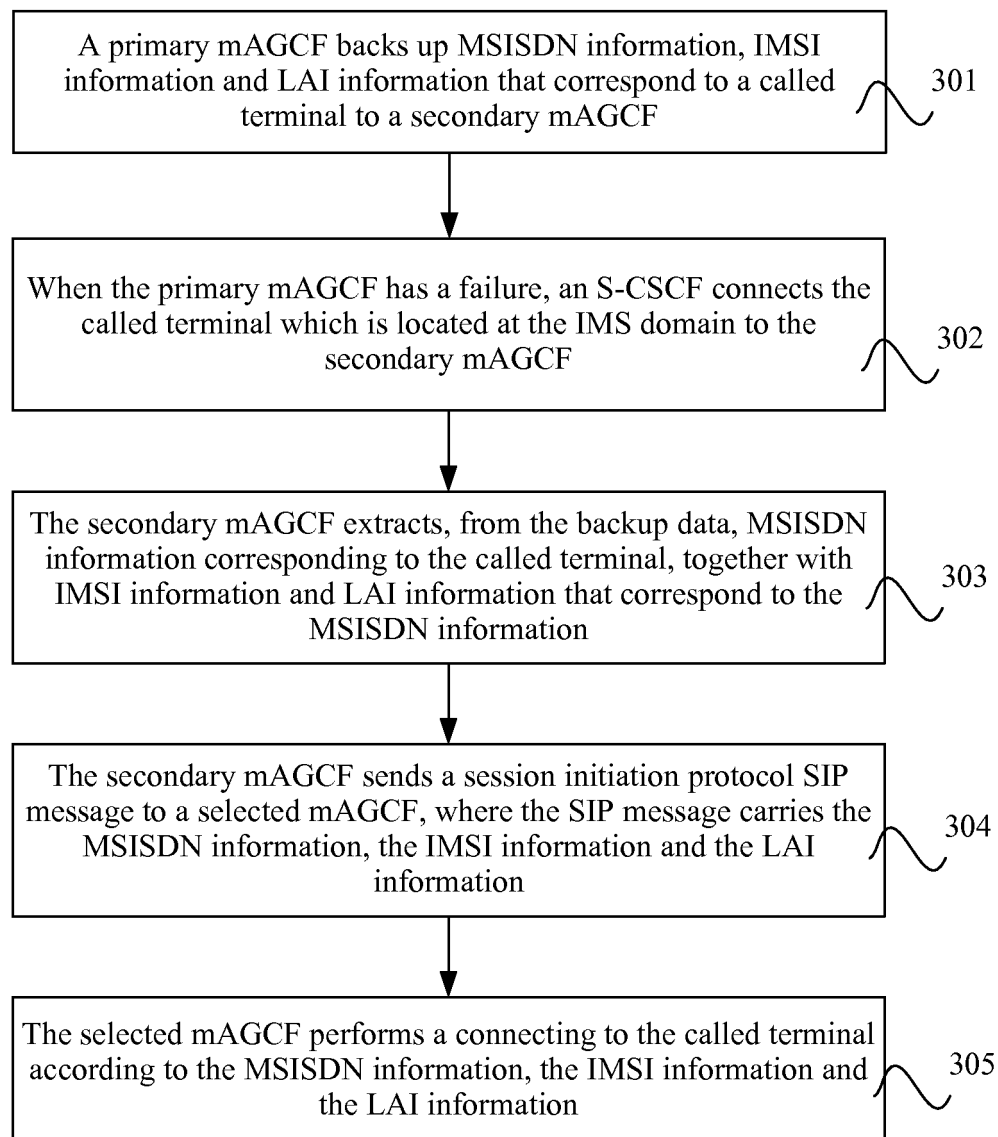 A primary mAGCF backs up MSISDN information, IMSI
information and LAI information that correspond to a called
terminal to a secondary mAGCF
301
When the primary mAGCF has a failure, an S-CSCF connects the
called terminal which is located at the IMS domain to the
secondary mAGCF
302
The secondary mAGCF extracts, from the backup data, MSISDN
information corresponding to the called terminal, together with
IMSI information and LAI information that correspond to the
MSISDN information
303
The secondary mAGCF sends a session initiation protocol SIP
message to a selected mAGCF, where the SIP message carries the
MSISDN information, the IMSI information and the LAI
information
304
The selected mAGCF performs a connecting to the called terminal
according to the MSISDN information, the IMSI information and
the LAI information
305